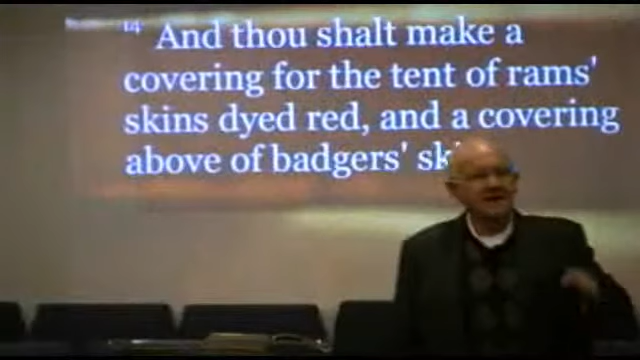 14 And thou shalt make a
covering for the tent of rams'
skins dyed red, and a covering
above of badgers'